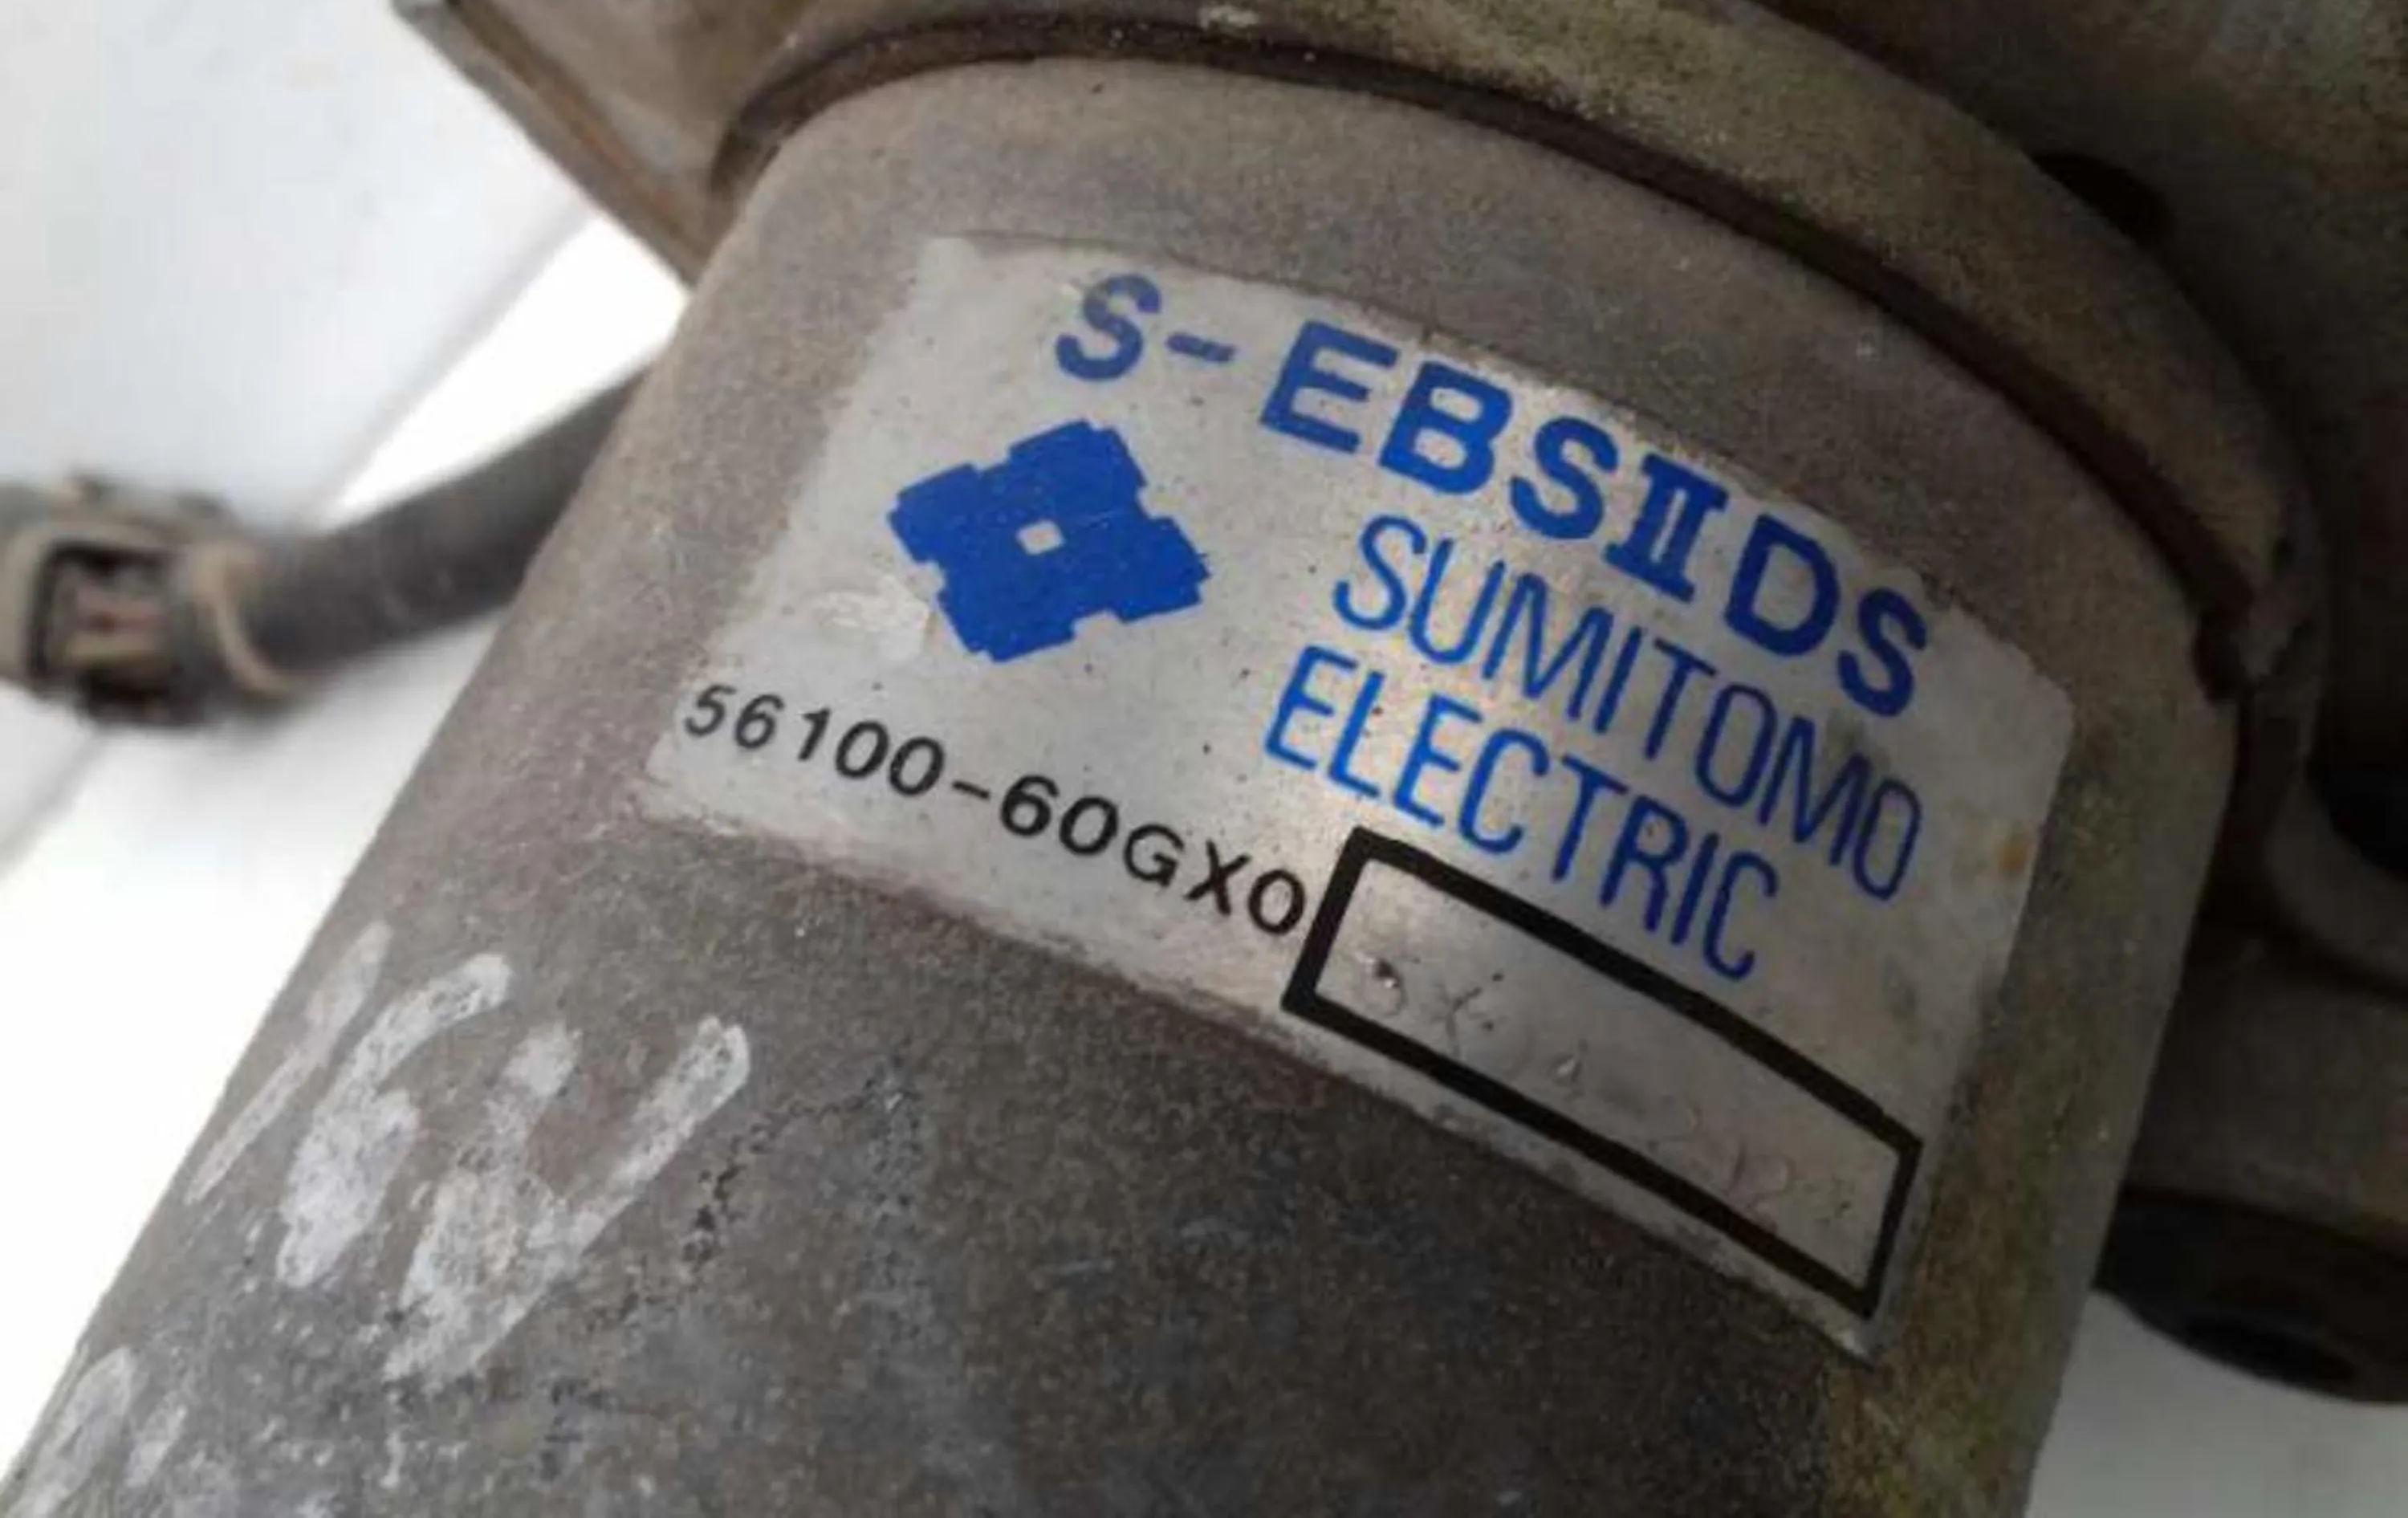 S-EBSⅡDS
SUMITOMO
ELECTRIC
56100-60GX0